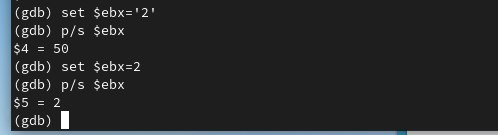 (gdb) set $ebx='2'
(gdb) p/s $ebx
$4 = 50
(gdb) set $ebx=2
(gdb) p/s $ebx
$5 = 2
(gdb)